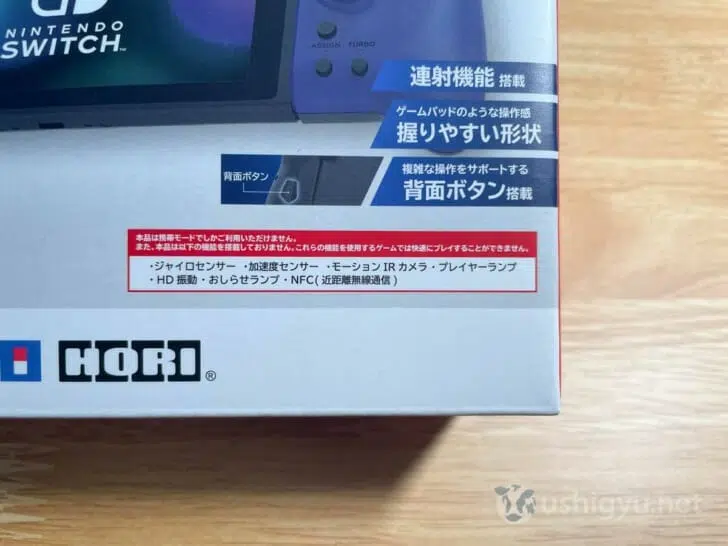 NINTENDO
SWITCH
ASSIGN TURBO
連射機能 搭載
ゲームパッドのような操作感
握りやすい形状
複雑な操作をサポートする
背面ボタン搭載
背面ボタン
本品は携帯モードでしかご利用いただけません。
また、本品は以下の機能を搭載しておりません。これらの機能を使用するゲームでは快適にプレイすることができません。
・ジャイロセンサー ・加速度センサー ・モーション IR カメラ・プレイヤーランプ
・HD 振動・おしらせランプ・NFC(近距離無線通信)
HORI®
ushigyu.net